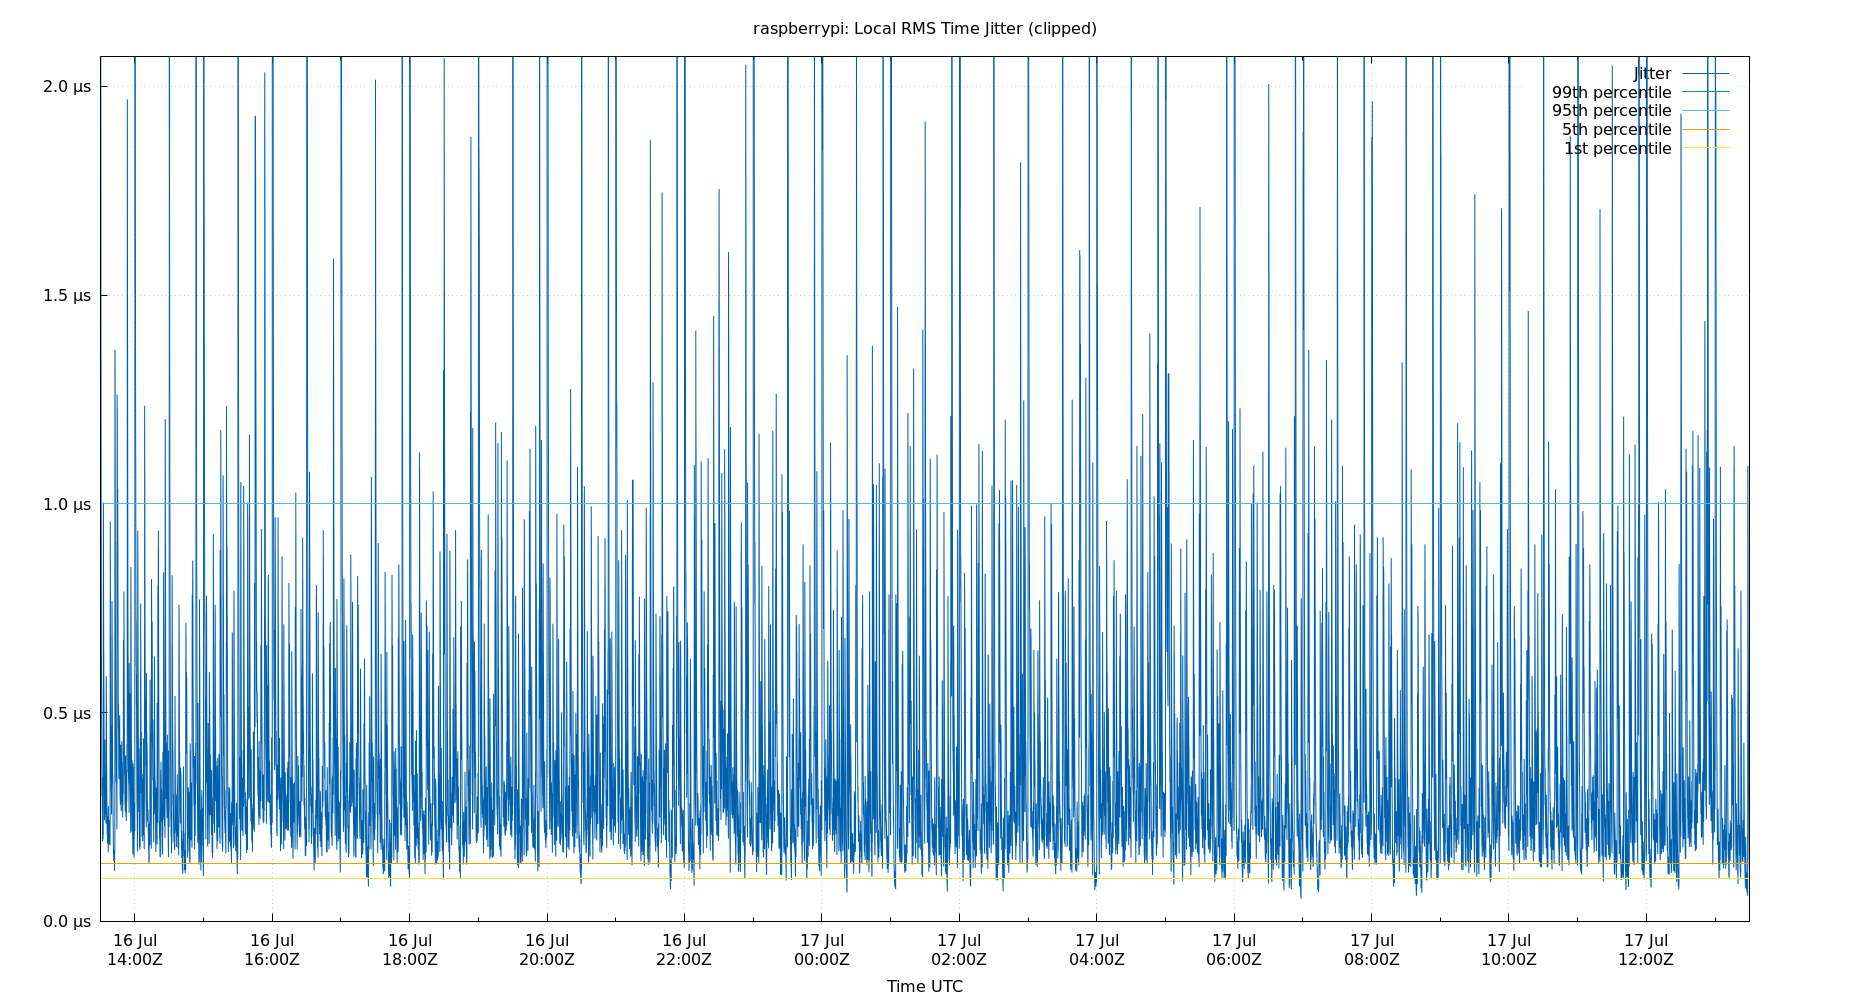 raspberrypi: Local RMS Time Jitter (clipped)
2.0 µs
1.5 µs
1.0 µs
0.5 µs
0.0 µs
Jitter
99th percentile
95th percentile
5th percentile
1st percentile
16 Jul 16 Jul 16 Jul 16 Jul 16 Jul 17 Jul 17 Jul 17 Jul 17 Jul 17 Jul 17 Jul 17 Jul
14:00Z 16:00Z 18:00Z 20:00Z 22:00Z 00:00Z 02:00Z 04:00Z 06:00Z 08:00Z 10:00Z 12:00Z
Time UTC